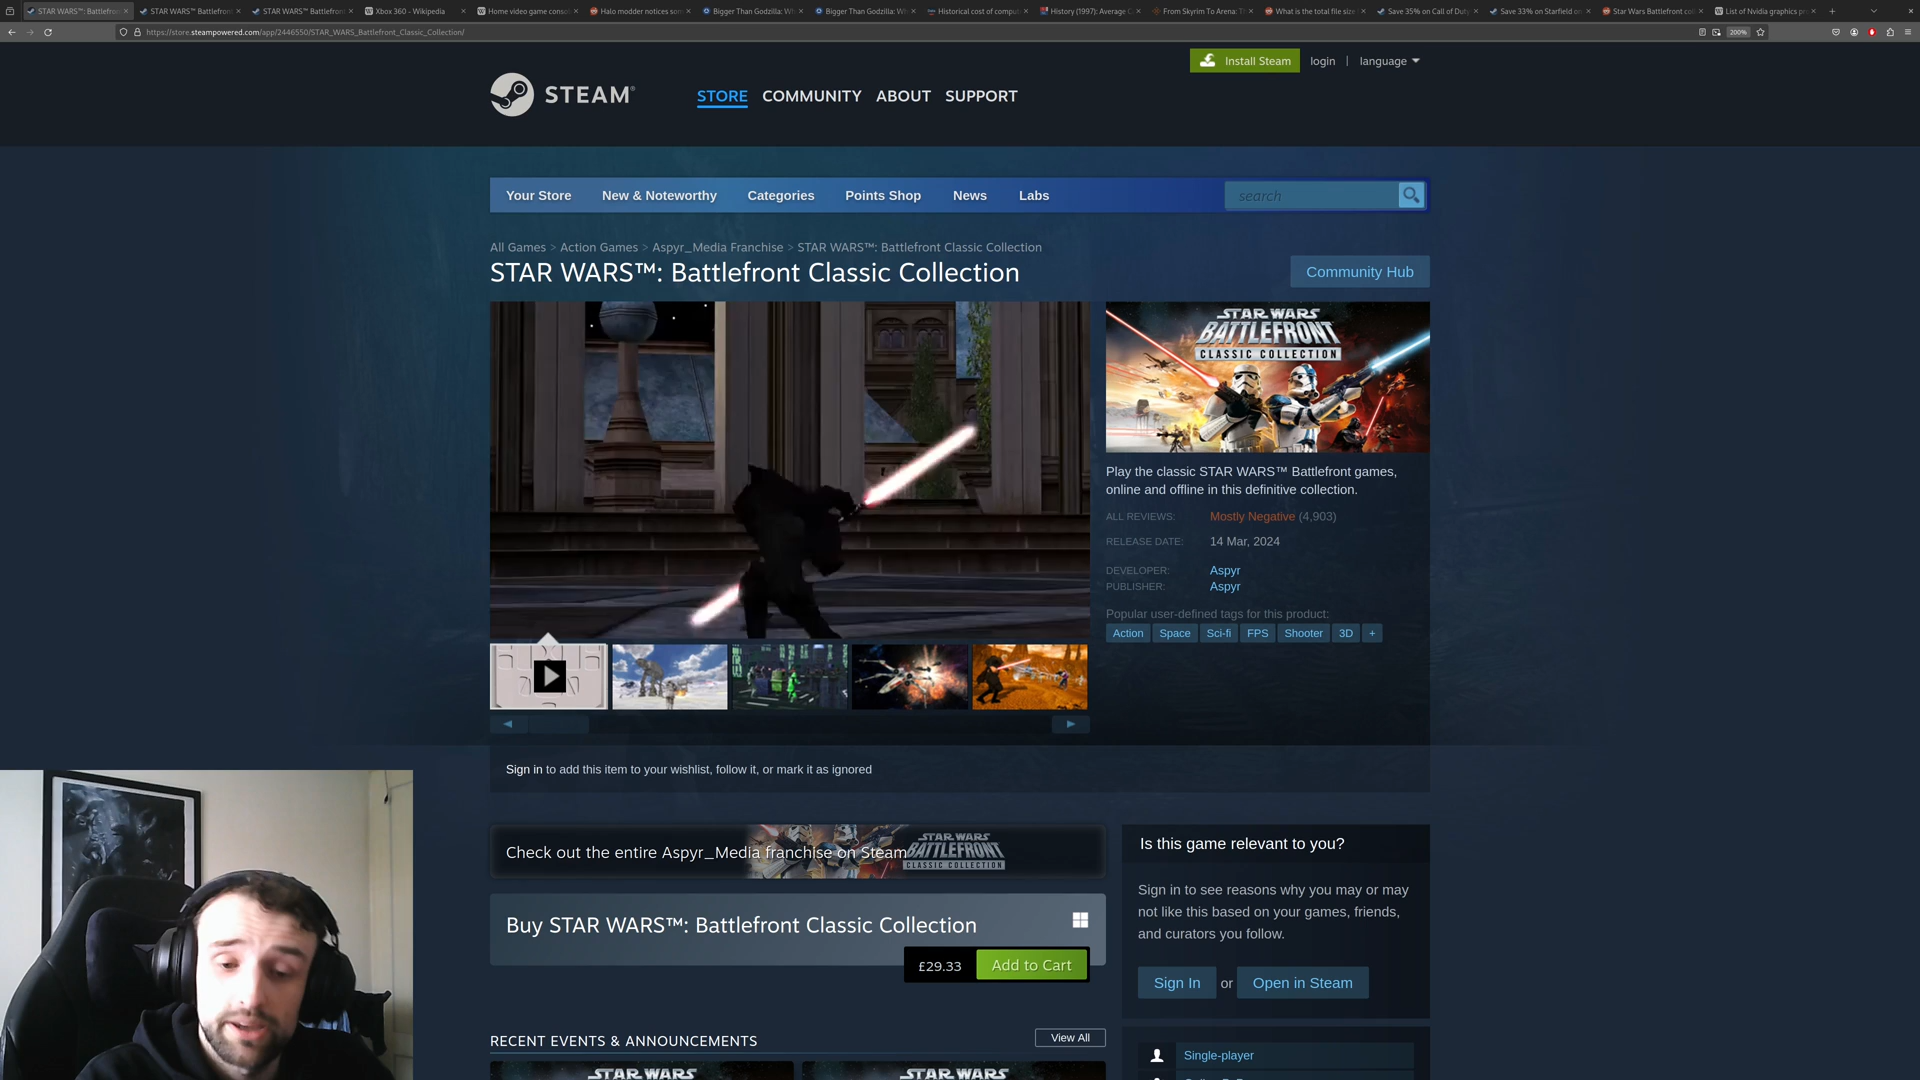 STAR WARS™: Battlefron
STAR WARS™ Battlefront
STAR WARS™ Battlefront
Xbox 360 - Wikipedia
Home video game consol
Halo modder notices son
Bigger Than Godzilla: Wh
Bigger Than Godzilla: Wh
Historical cost of compu
History (1997): Average C
From Skyrim To Arena: Th
What is the total file size
Save 35% on Call of Duty
Save 33% on Starfield on
Star Wars Battlefront col
List of Nvidia graphics pr
https://store.steampowered.com/app/2446550/STAR_WARS_Battlefront_Classic_Collection/
200%
Install Steam
login
|
language
STEAM®
STORE
COMMUNITY
ABOUT
SUPPORT
Your Store
New & Noteworthy
Categories
Points Shop
News
Labs
search
All Games > Action Games > Aspyr_Media Franchise > STAR WARS™: Battlefront Classic Collection
STAR WARS™: Battlefront Classic Collection
Community Hub
STAR WARS
BATTLEFRONT
CLASSIC COLLECTION
Play the classic STAR WARS™ Battlefront games,
online and offline in this definitive collection.
ALL REVIEWS:
Mostly Negative (4,903)
RELEASE DATE:
14 Mar, 2024
DEVELOPER:
Aspyr
PUBLISHER:
Aspyr
Popular user-defined tags for this product:
Action
Space
Sci-fi
FPS
Shooter
3D
+
Sign in to add this item to your wishlist, follow it, or mark it as ignored
Check out the entire Aspyr_Media franchise on Steam
STAR WARS
BATTLEFRONT
CLASSIC COLLECTION
Is this game relevant to you?
Sign in to see reasons why you may or may
not like this based on your games, friends,
and curators you follow.
Sign In
or
Open in Steam
Buy STAR WARS™: Battlefront Classic Collection
£29.33
Add to Cart
RECENT EVENTS & ANNOUNCEMENTS
View All
Single-player
STAR WARS
STAR WARS